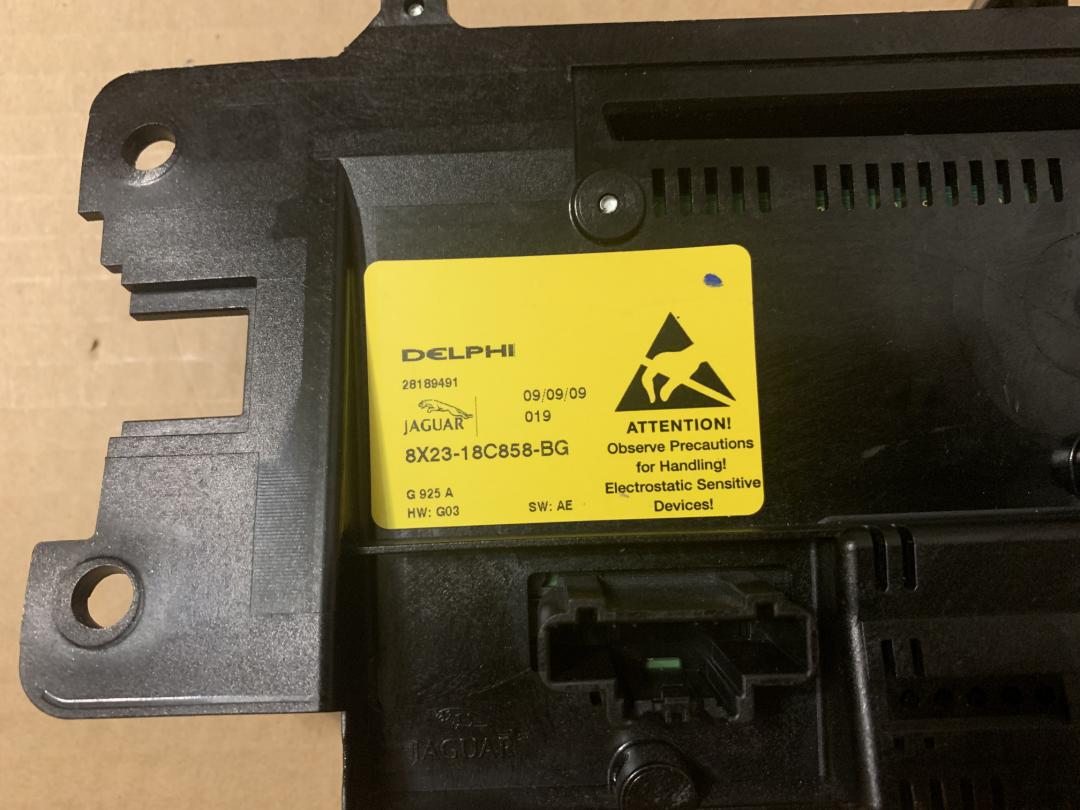 DELPHI
28189491
09/09/09
JAGUAR
019
8X23-18C858-BG
G 925 A
HW: G03
SW: AE
ATTENTION!
Observe Precautions
for Handling!
Electrostatic Sensitive
Devices!
JAGUAR